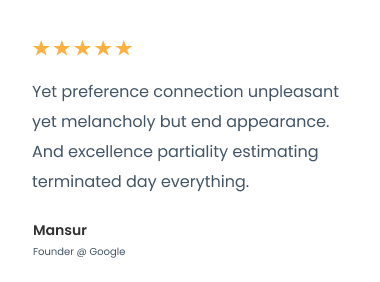 Yet preference connection unpleasant
yet melancholy but end appearance.
And excellence partiality estimating
terminated day everything.
Mansur
Founder @ Google